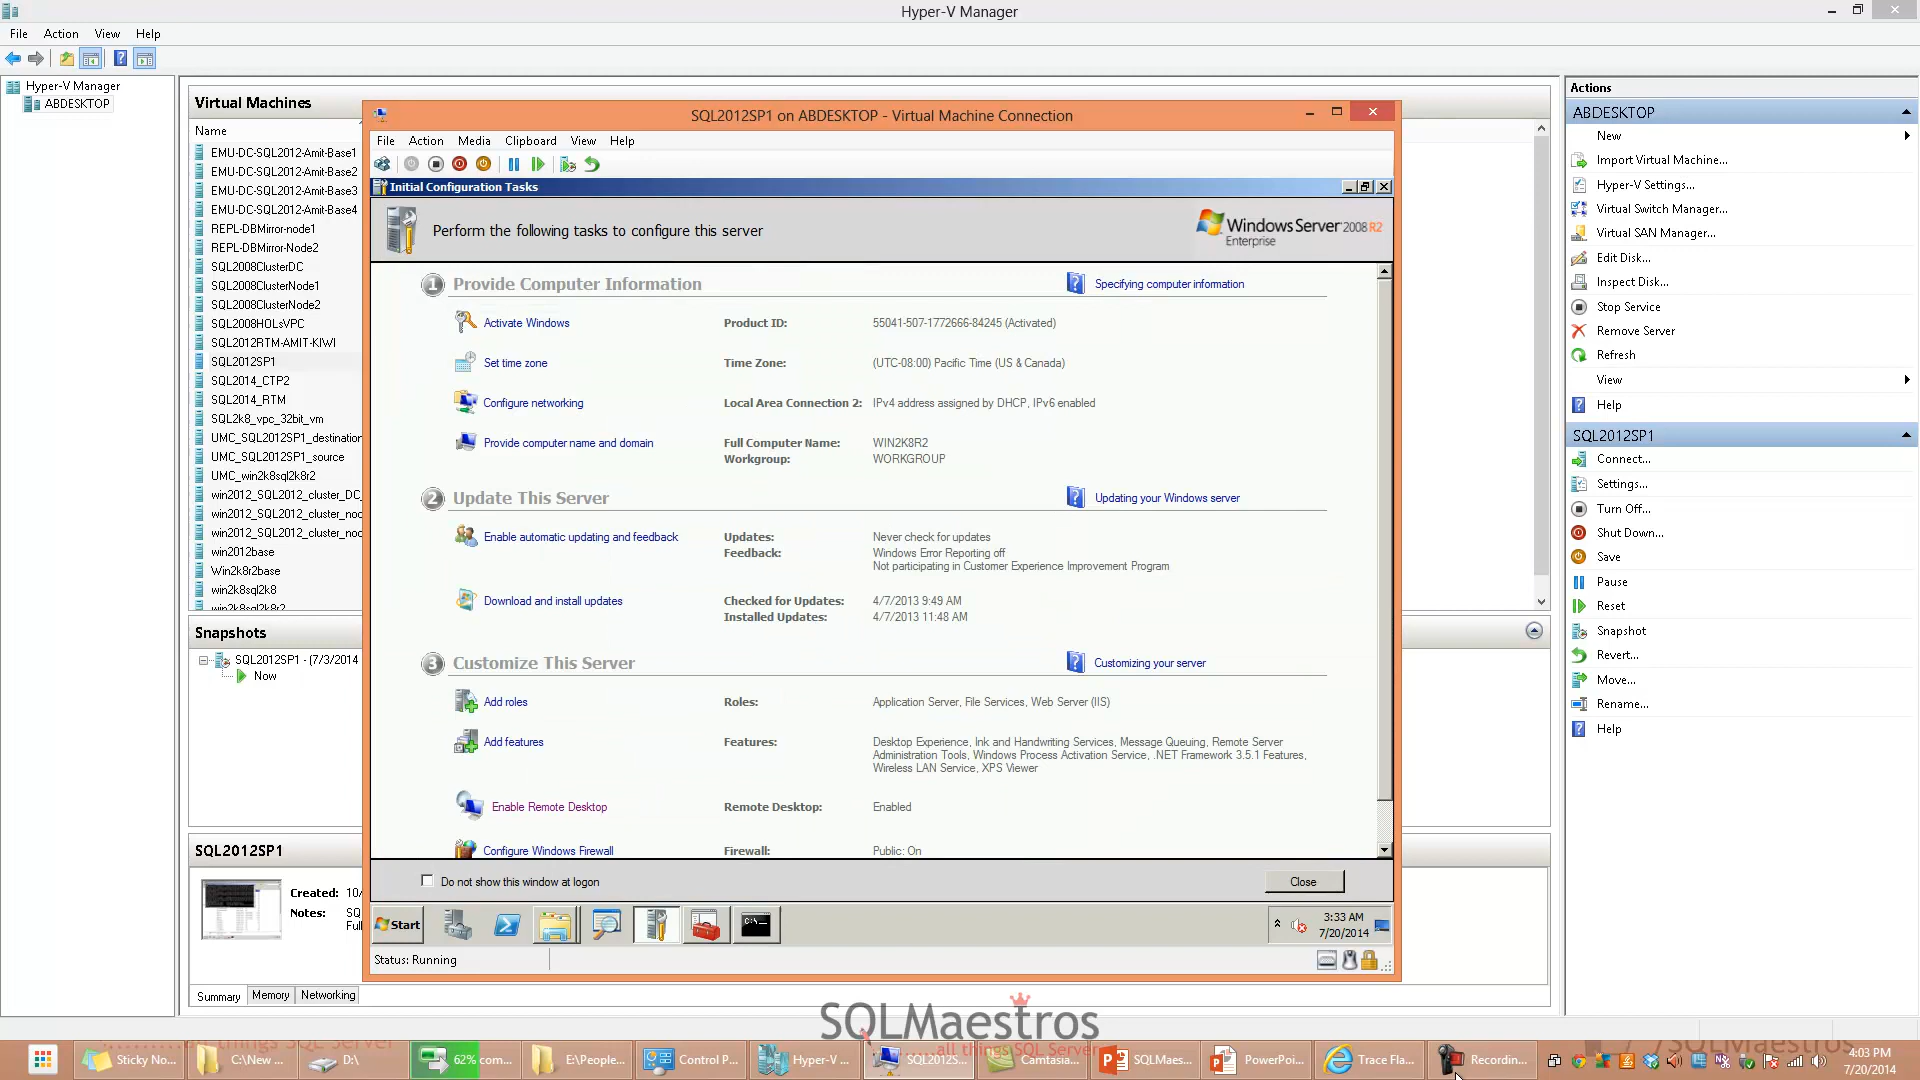 Hyper-V Manager
File Action View Help
Hyper-V Manager
ABDESKTOP
Virtual Machines
Name
EMU-DC-SQL2012-Amit-Base1
EMU-DC-SQL2012-Amit-Base2
EMU-DC-SQL2012-Amit-Base3
EMU-DC-SQL2012-Amit-Base4
REPL-DBMirror-node1
REPL-DBMirror-Node2
SQL2008ClusterDC
SQL2008ClusterNode1
SQL2008ClusterNode2
SQL2008HOLsVPC
SQL2012RTM-AMIT-KIWI
SQL2012SP1
SQL2014_CTP2
SQL2014_RTM
SQL2k8_vpc_32bit_vm
UMC_SQL2012SP1_destination
UMC_SQL2012SP1_source
UMC_win2k8sql2k8r2
win2012_SQL2012_cluster_DC_
win2012_SQL2012_cluster_noc
win2012_SQL2012_cluster_noc
win2012base
Win2k8r2base
win2k8sql2k8
win2k8sql2k8r2
Snapshots
SQL2012SP1 - (7/3/2014
Now
SQL2012SP1
Created: 10/
Notes: SQ
Full
Summary Memory Networking
SQL2012SP1 on ABDESKTOP - Virtual Machine Connection
File Action Media Clipboard View Help
Initial Configuration Tasks
Perform the following tasks to configure this server
Windows Server 2008 R2
Enterprise
1 Provide Computer Information
Specifying computer information
Activate Windows Product ID: 55041-507-1772666-84245 (Activated)
Set time zone Time Zone: (UTC-08:00) Pacific Time (US & Canada)
Configure networking Local Area Connection 2: IPv4 address assigned by DHCP, IPv6 enabled
Provide computer name and domain Full Computer Name: WIN2K8R2
Workgroup: WORKGROUP
2 Update This Server
Updating your Windows server
Enable automatic updating and feedback Updates: Never check for updates
Feedback: Windows Error Reporting off
Not participating in Customer Experience Improvement Program
Download and install updates Checked for Updates: 4/7/2013 9:49 AM
Installed Updates: 4/7/2013 11:48 AM
3 Customize This Server
Customizing your server
Add roles Roles: Application Server, File Services, Web Server (IIS)
Add features Features: Desktop Experience, Ink and Handwriting Services, Message Queuing, Remote Server
Administration Tools, Windows Process Activation Service, .NET Framework 3.5.1 Features,
Wireless LAN Service, XPS Viewer
Enable Remote Desktop Remote Desktop: Enabled
Configure Windows Firewall Firewall: Public: On
Do not show this window at logon
Close
Start
3:33 AM
7/20/2014
Status: Running
Actions
ABDESKTOP
New
Import Virtual Machine...
Hyper-V Settings...
Virtual Switch Manager...
Virtual SAN Manager...
Edit Disk...
Inspect Disk...
Stop Service
Remove Server
Refresh
View
Help
SQL2012SP1
Connect...
Settings...
Turn Off...
Shut Down...
Save
Pause
Reset
Snapshot
Revert...
Move...
Rename...
Help
SQLMaestros
all things SQL Server
Sticky No... C:\New ... D:\ 62% com... E:\People... Control P... Hyper-V ... SQL2012S... Camtasia... SQLMaes... PowerPoi... Trace Fla... Recordin...
/SQLMaestros
4:03 PM
7/20/2014